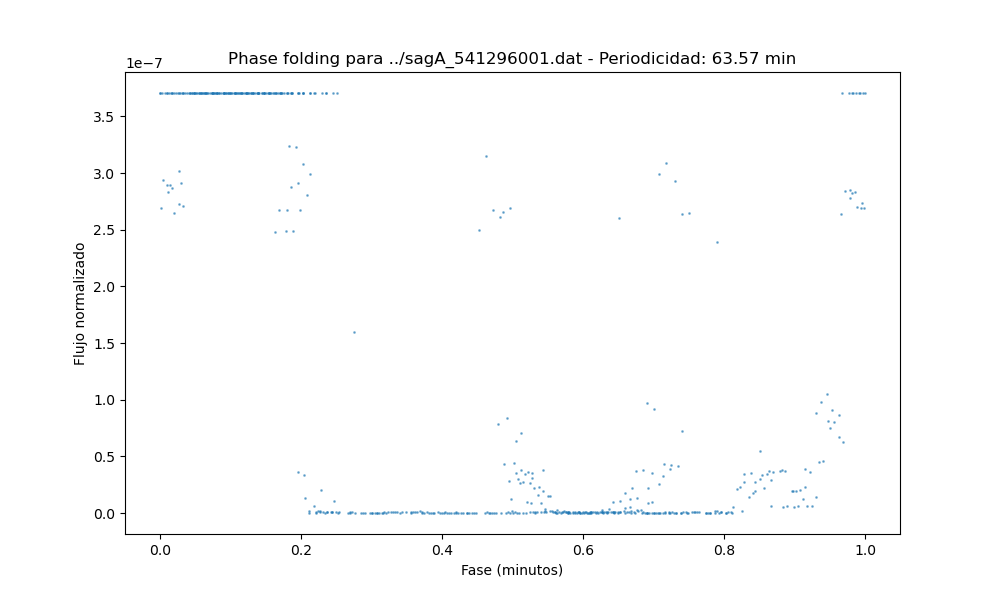 Phase folding para ../sagA_541296001.dat - Periodicidad: 63.57 min
1e−7
3.5
3.0
2.5
2.0
1.5
1.0
0.5
0.0
Flujo normalizado
0.0 0.2 0.4 0.6 0.8 1.0
Fase (minutos)